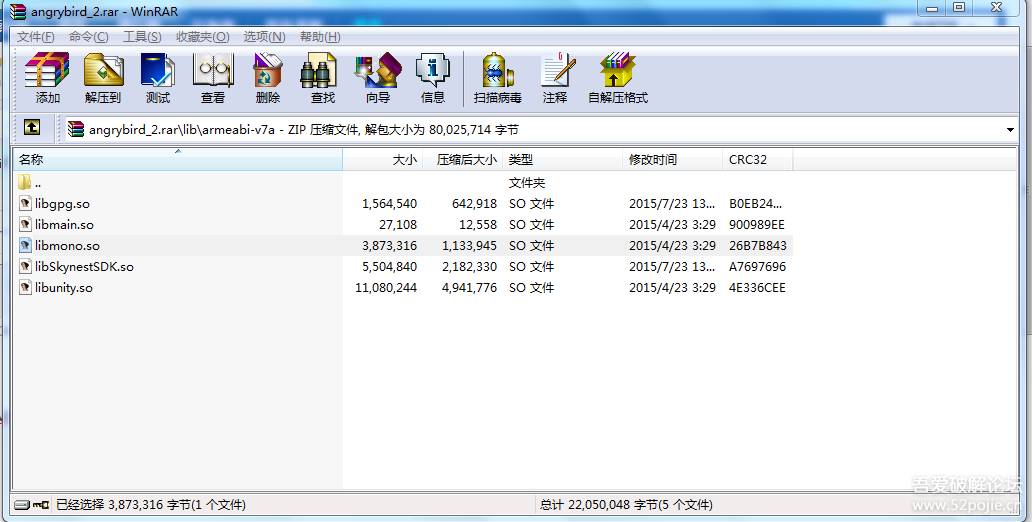 angrybird_2.rar - WinRAR
文件(F) 命令(C) 工具(S) 收藏夹(O) 选项(N) 帮助(H)
添加 解压到 测试 查看 删除 查找 向导 信息 扫描病毒 注释 自解压格式
angrybird_2.rar\lib\armeabi-v7a - ZIP 压缩文件, 解包大小为 80,025,714 字节
名称 大小 压缩后大小 类型 修改时间 CRC32
.. 文件夹
libgpg.so 1,564,540 642,918 SO 文件 2015/7/23 13... B0EB24...
libmain.so 27,108 12,558 SO 文件 2015/4/23 3:29 900989EE
libmono.so 3,873,316 1,133,945 SO 文件 2015/4/23 3:29 26B7B843
libSkynestSDK.so 5,504,840 2,182,330 SO 文件 2015/7/23 13... A7697696
libunity.so 11,080,244 4,941,776 SO 文件 2015/4/23 3:29 4E336CEE
已经选择 3,873,316 字节(1 个文件) 总计 22,050,048 字节(5 个文件)
吾爱破解论坛
www.52pojie.cn